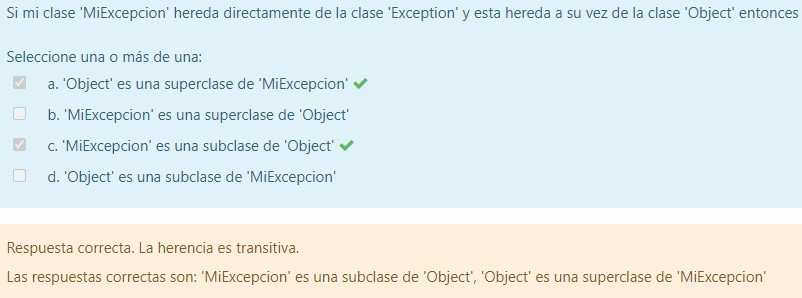 Si mi clase 'MiExcepcion' hereda directamente de la clase 'Exception' y esta hereda a su vez de la clase 'Object' entonces
Seleccione una o más de una:
a. 'Object' es una superclase de 'MiExcepcion'
b. 'MiExcepcion' es una superclase de 'Object'
c. 'MiExcepcion' es una subclase de 'Object'
d. 'Object' es una subclase de 'MiExcepcion'
Respuesta correcta. La herencia es transitiva.
Las respuestas correctas son: 'MiExcepcion' es una subclase de 'Object', 'Object' es una superclase de 'MiExcepcion'